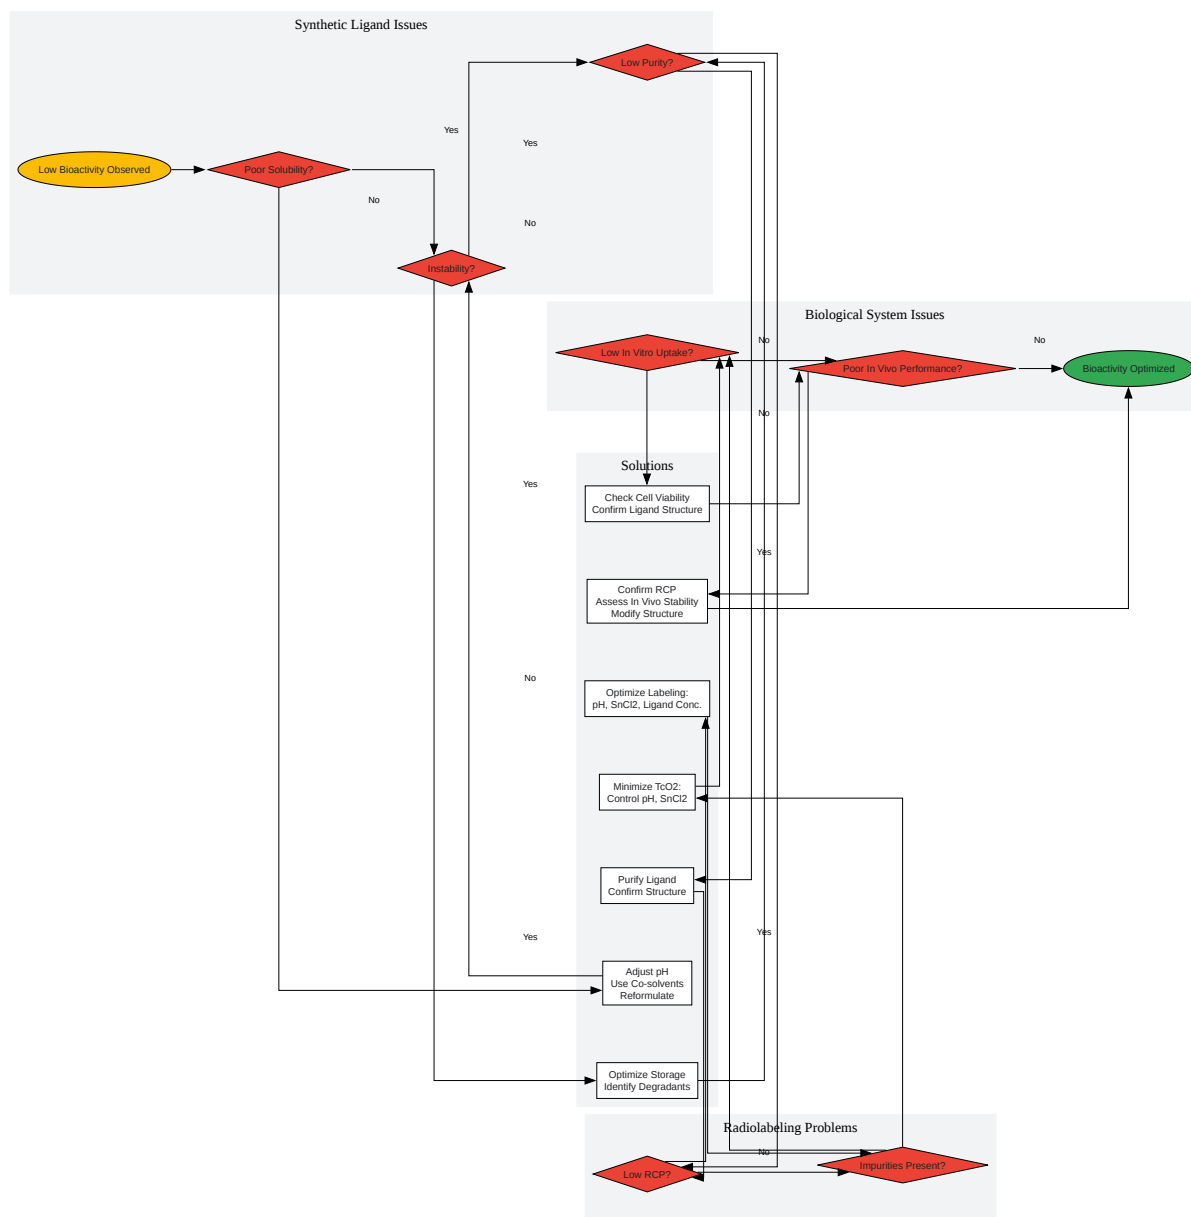 Synthetic Ligand Issues
Low Purity?
Yes
Yes
Low Bioactivity Observed
Poor Solubility?
No
No
Instability?
Biological System Issues
Low In Vitro Uptake?
No
Poor In Vivo Performance?
No
Bioactivity Optimized
No
Solutions
Yes
Check Cell Viability
Confirm Ligand Structure
Yes
Confirm RCP
Assess In Vivo Stability
Modify Structure
No
Optimize Labeling:
pH, SnCl2, Ligand Conc.
Minimize TcO2:
Control pH, SnCl2
Purify Ligand
Confirm Structure
Yes
Yes
Adjust pH
Use Co-solvents
Reformulate
Optimize Storage
Identify Degradants
Radiolabeling Problems
No
Low RCP?
Impurities Present?